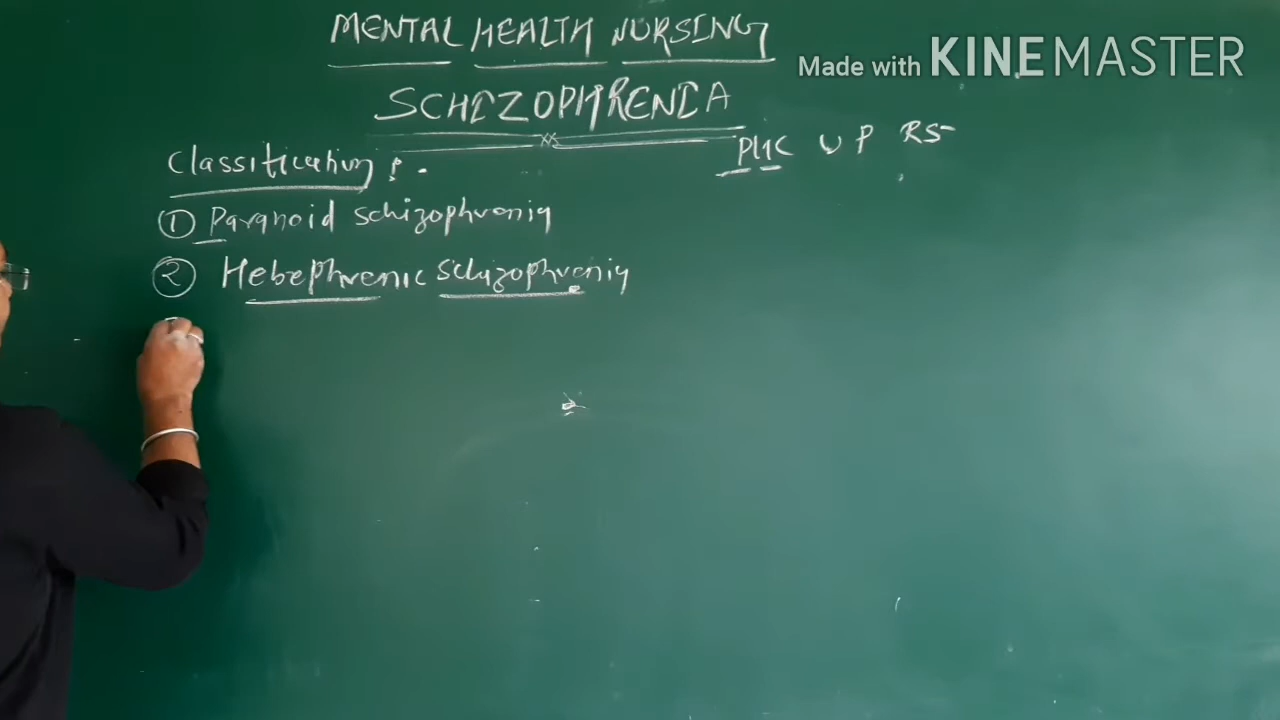 MENTAL HEALTH NURSING
Made with KINEMASTER
SCHIZOPHRENIA
PHC U P RS
Classification :
① Paranoid Schizophrenia
② Hebephrenic Schizophrenia